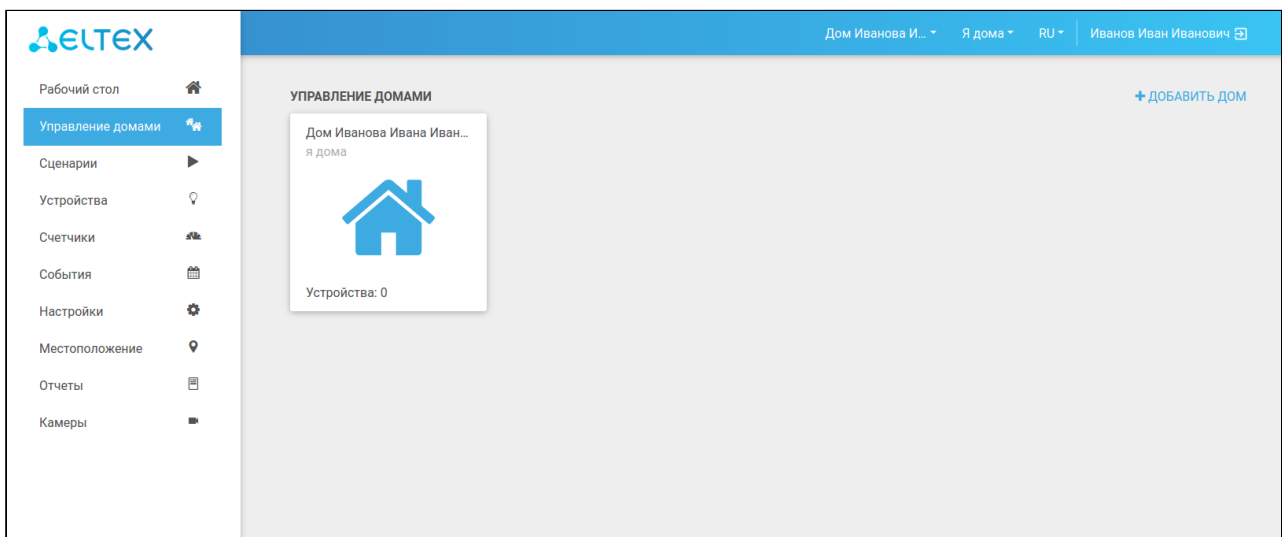 ELTEX
Дом Иванова И... Я дома RU Иванов Иван Иванович
Рабочий стол
Управление домами
Сценарии
Устройства
Счетчики
События
Настройки
Местоположение
Отчеты
Камеры
УПРАВЛЕНИЕ ДОМАМИ
+ ДОБАВИТЬ ДОМ
Дом Иванова Ивана Иван...
я дома
Устройства: 0